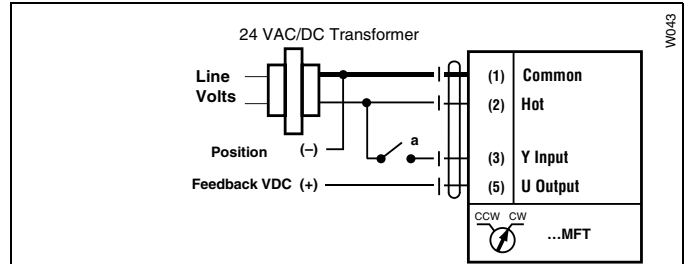 24 VAC/DC Transformer
W043
Line
Volts
(1) Common
(2) Hot
a
Position (–)
(3) Y Input
Feedback VDC (+)
(5) U Output
CCW CW
...MFT